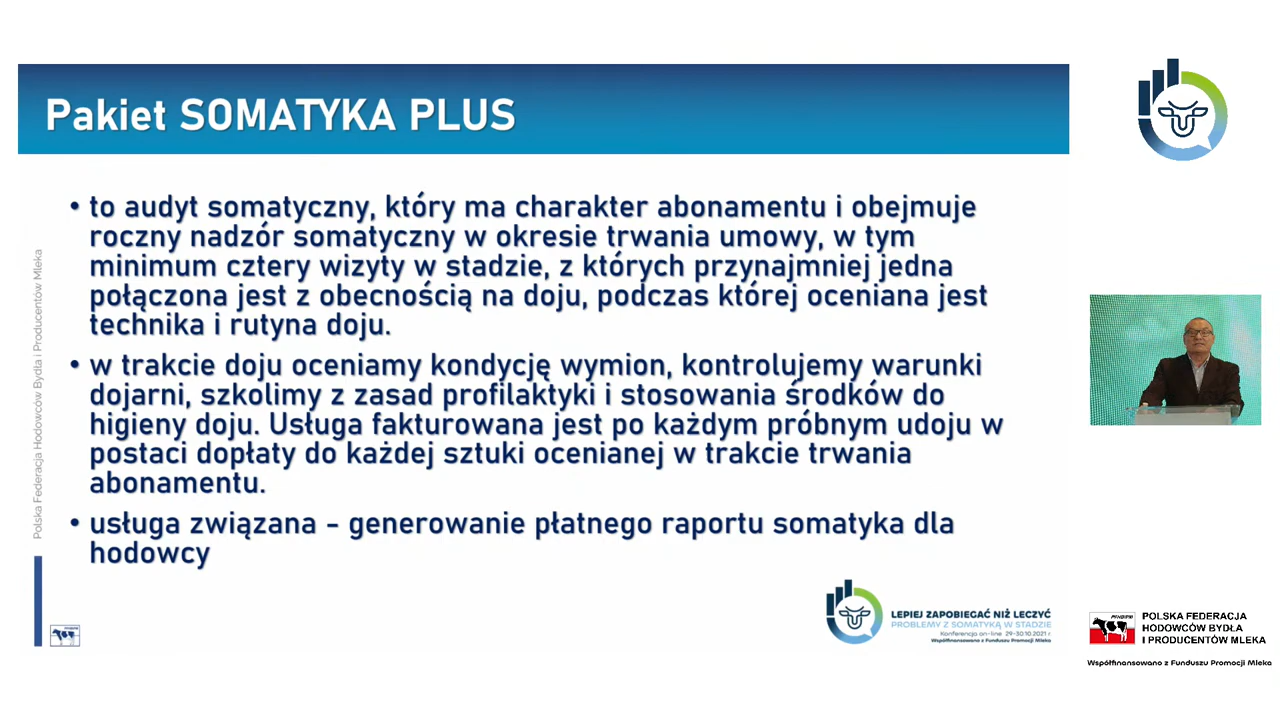 Pakiet SOMATYKA PLUS
• to audyt somatyczny, który ma charakter abonamentu i obejmuje
roczny nadzór somatyczny w okresie trwania umowy, w tym
minimum cztery wizyty w stadzie, z których przynajmniej jedna
połączona jest z obecnością na doju, podczas której oceniana jest
technika i rutyna doju.
• w trakcie doju oceniamy kondycję wymion, kontrolujemy warunki
dojarni, szkolimy z zasad profilaktyki i stosowania środków do
higieny doju. Usługa fakturowana jest po każdym próbnym udoju w
postaci dopłaty do każdej sztuki ocenianej w trakcie trwania
abonamentu.
• usługa związana - generowanie płatnego raportu somatyka dla
hodowcy
Polska Federacja Hodowców Bydła i Producentów Mleka
LEPIEJ ZAPOBIEGAĆ NIŻ LECZYĆ
PROBLEMY Z SOMATYKĄ W STADZIE
Konferencja on-line 29-30.10.2021 r.
Współfinansowano z Funduszu Promocji Mleka
POLSKA FEDERACJA
HODOWCÓW BYDŁA
I PRODUCENTÓW MLEKA
Współfinansowano z Funduszu Promocji Mleka